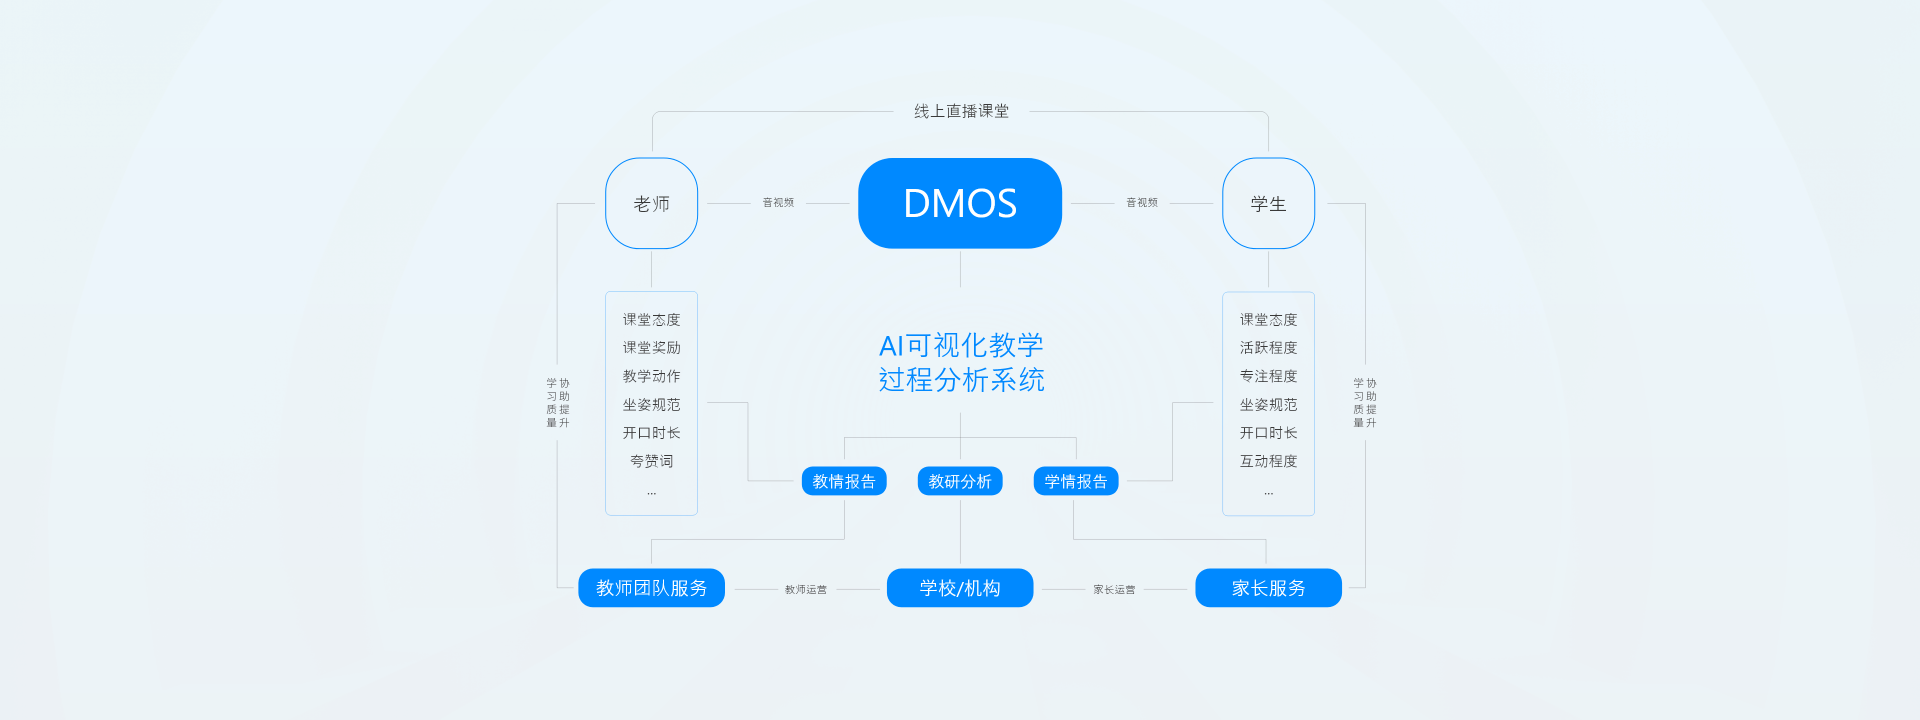 线上直播课堂
老师
音视频
DMOS
音视频
学生
课堂态度
课堂奖励
教学动作
坐姿规范
开口时长
夸赞词
...
AI可视化教学
过程分析系统
课堂态度
活跃程度
专注程度
坐姿规范
开口时长
互动程度
...
协助提升
学习质量
协助提升
学习质量
教情报告
教研分析
学情报告
教师团队服务
教师运营
学校/机构
家长运营
家长服务